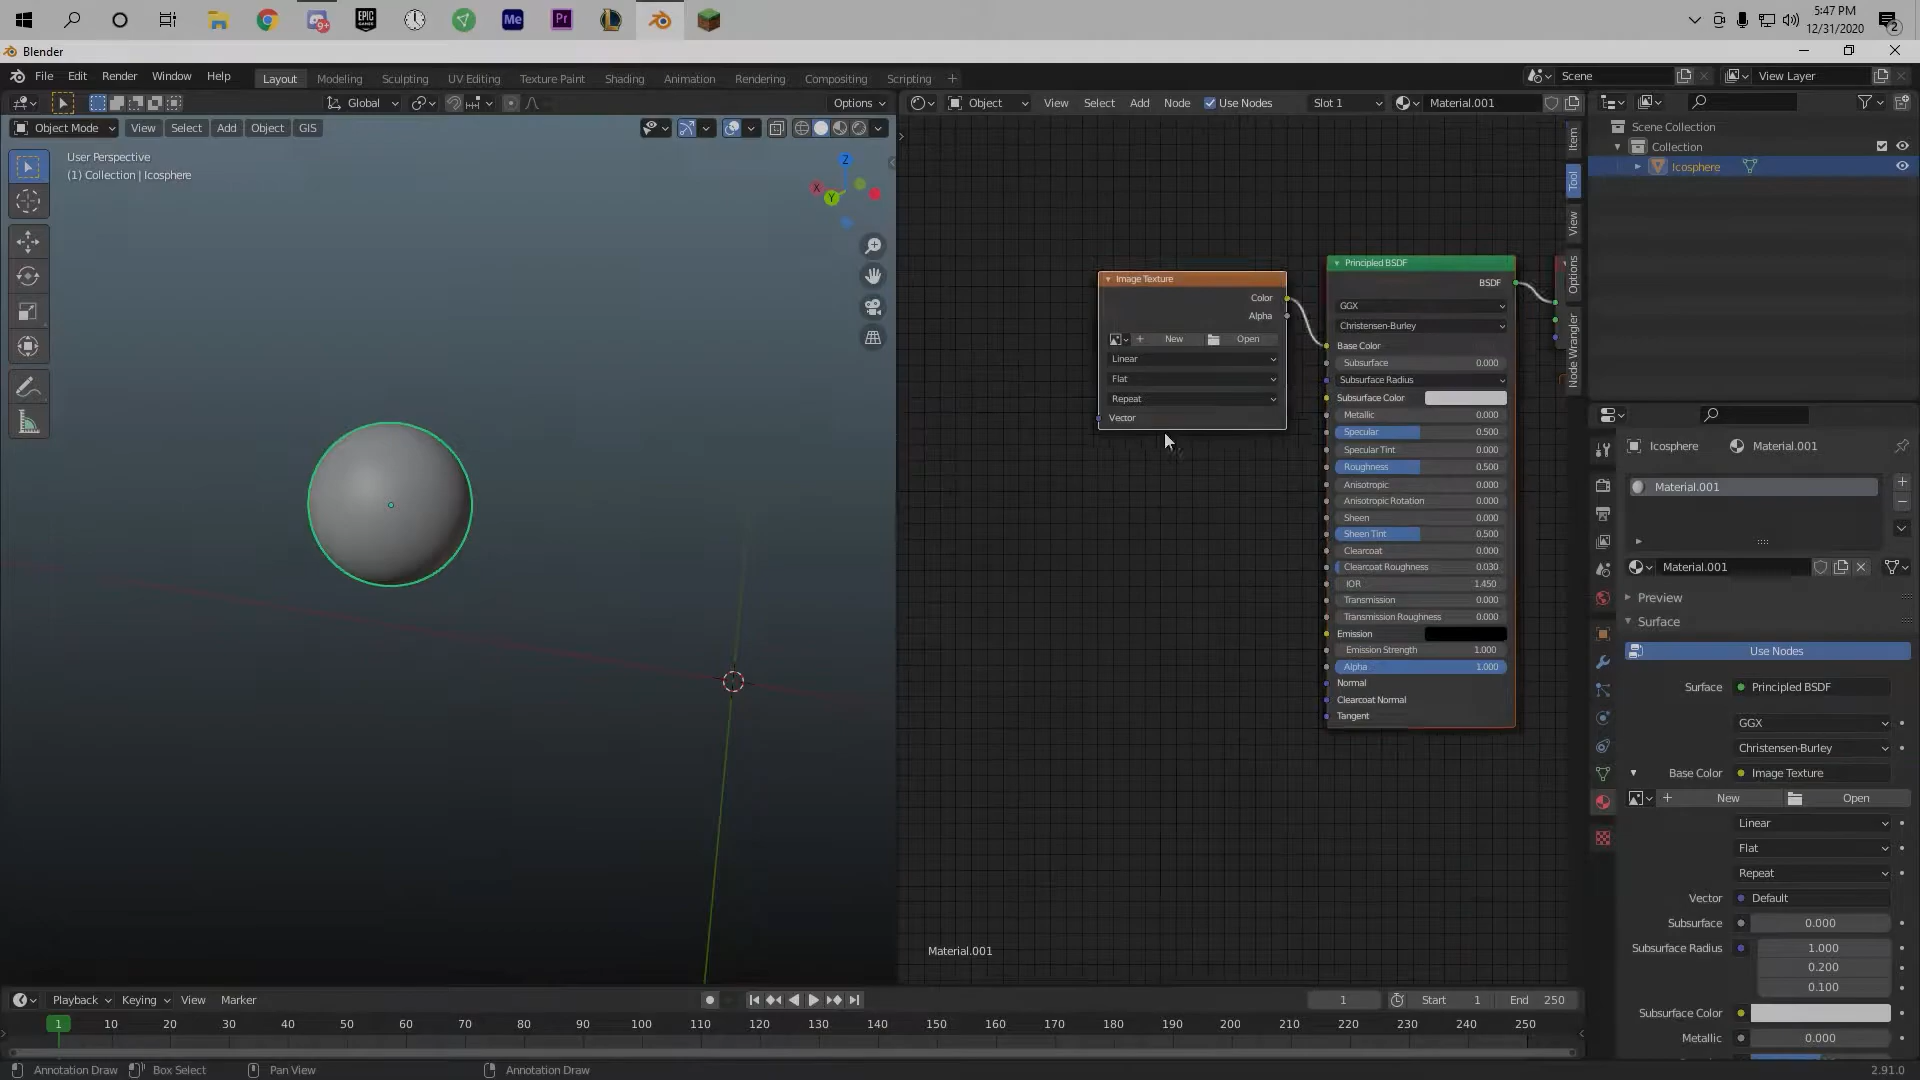 EPIC
GAMES
9+
Me
Pr
5:47 PM
12/31/2020
2
Blender
File Edit Render Window Help
Layout Modeling Sculpting UV Editing Texture Paint Shading Animation Rendering Compositing Scripting +
Scene
View Layer
Global
Options
Object
View Select Add Node Use Nodes
Slot 1
Material.001
Object Mode View Select Add Object GIS
User Perspective
(1) Collection | Icosphere
Z
X
Y
Item
Tool
View
Options
Node Wrangler
Image Texture
Color
Alpha
New Open
Linear
Flat
Repeat
Vector
Principled BSDF
BSDF
GGX
Christensen-Burley
Base Color
Subsurface 0.000
Subsurface Radius
Subsurface Color
Metallic 0.000
Specular 0.500
Specular Tint 0.000
Roughness 0.500
Anisotropic 0.000
Anisotropic Rotation 0.000
Sheen 0.000
Sheen Tint 0.500
Clearcoat 0.000
Clearcoat Roughness 0.030
IOR 1.450
Transmission 0.000
Transmission Roughness 0.000
Emission
Emission Strength 1.000
Alpha 1.000
Normal
Clearcoat Normal
Tangent
Material.001
Scene Collection
Collection
Icosphere
Icosphere Material.001
Material.001
Material.001
Preview
Surface
Use Nodes
Surface Principled BSDF
GGX
Christensen-Burley
Base Color Image Texture
New Open
Linear
Flat
Repeat
Vector Default
Subsurface 0.000
Subsurface Radius 1.000
0.200
0.100
Subsurface Color
Metallic 0.000
Playback Keying View Marker
1 Start 1 End 250
1 10 20 30 40 50 60 70 80 90 100 110 120 130 140 150 160 170 180 190 200 210 220 230 240 250
Annotation Draw Box Select Pan View Annotation Draw
2.91.0